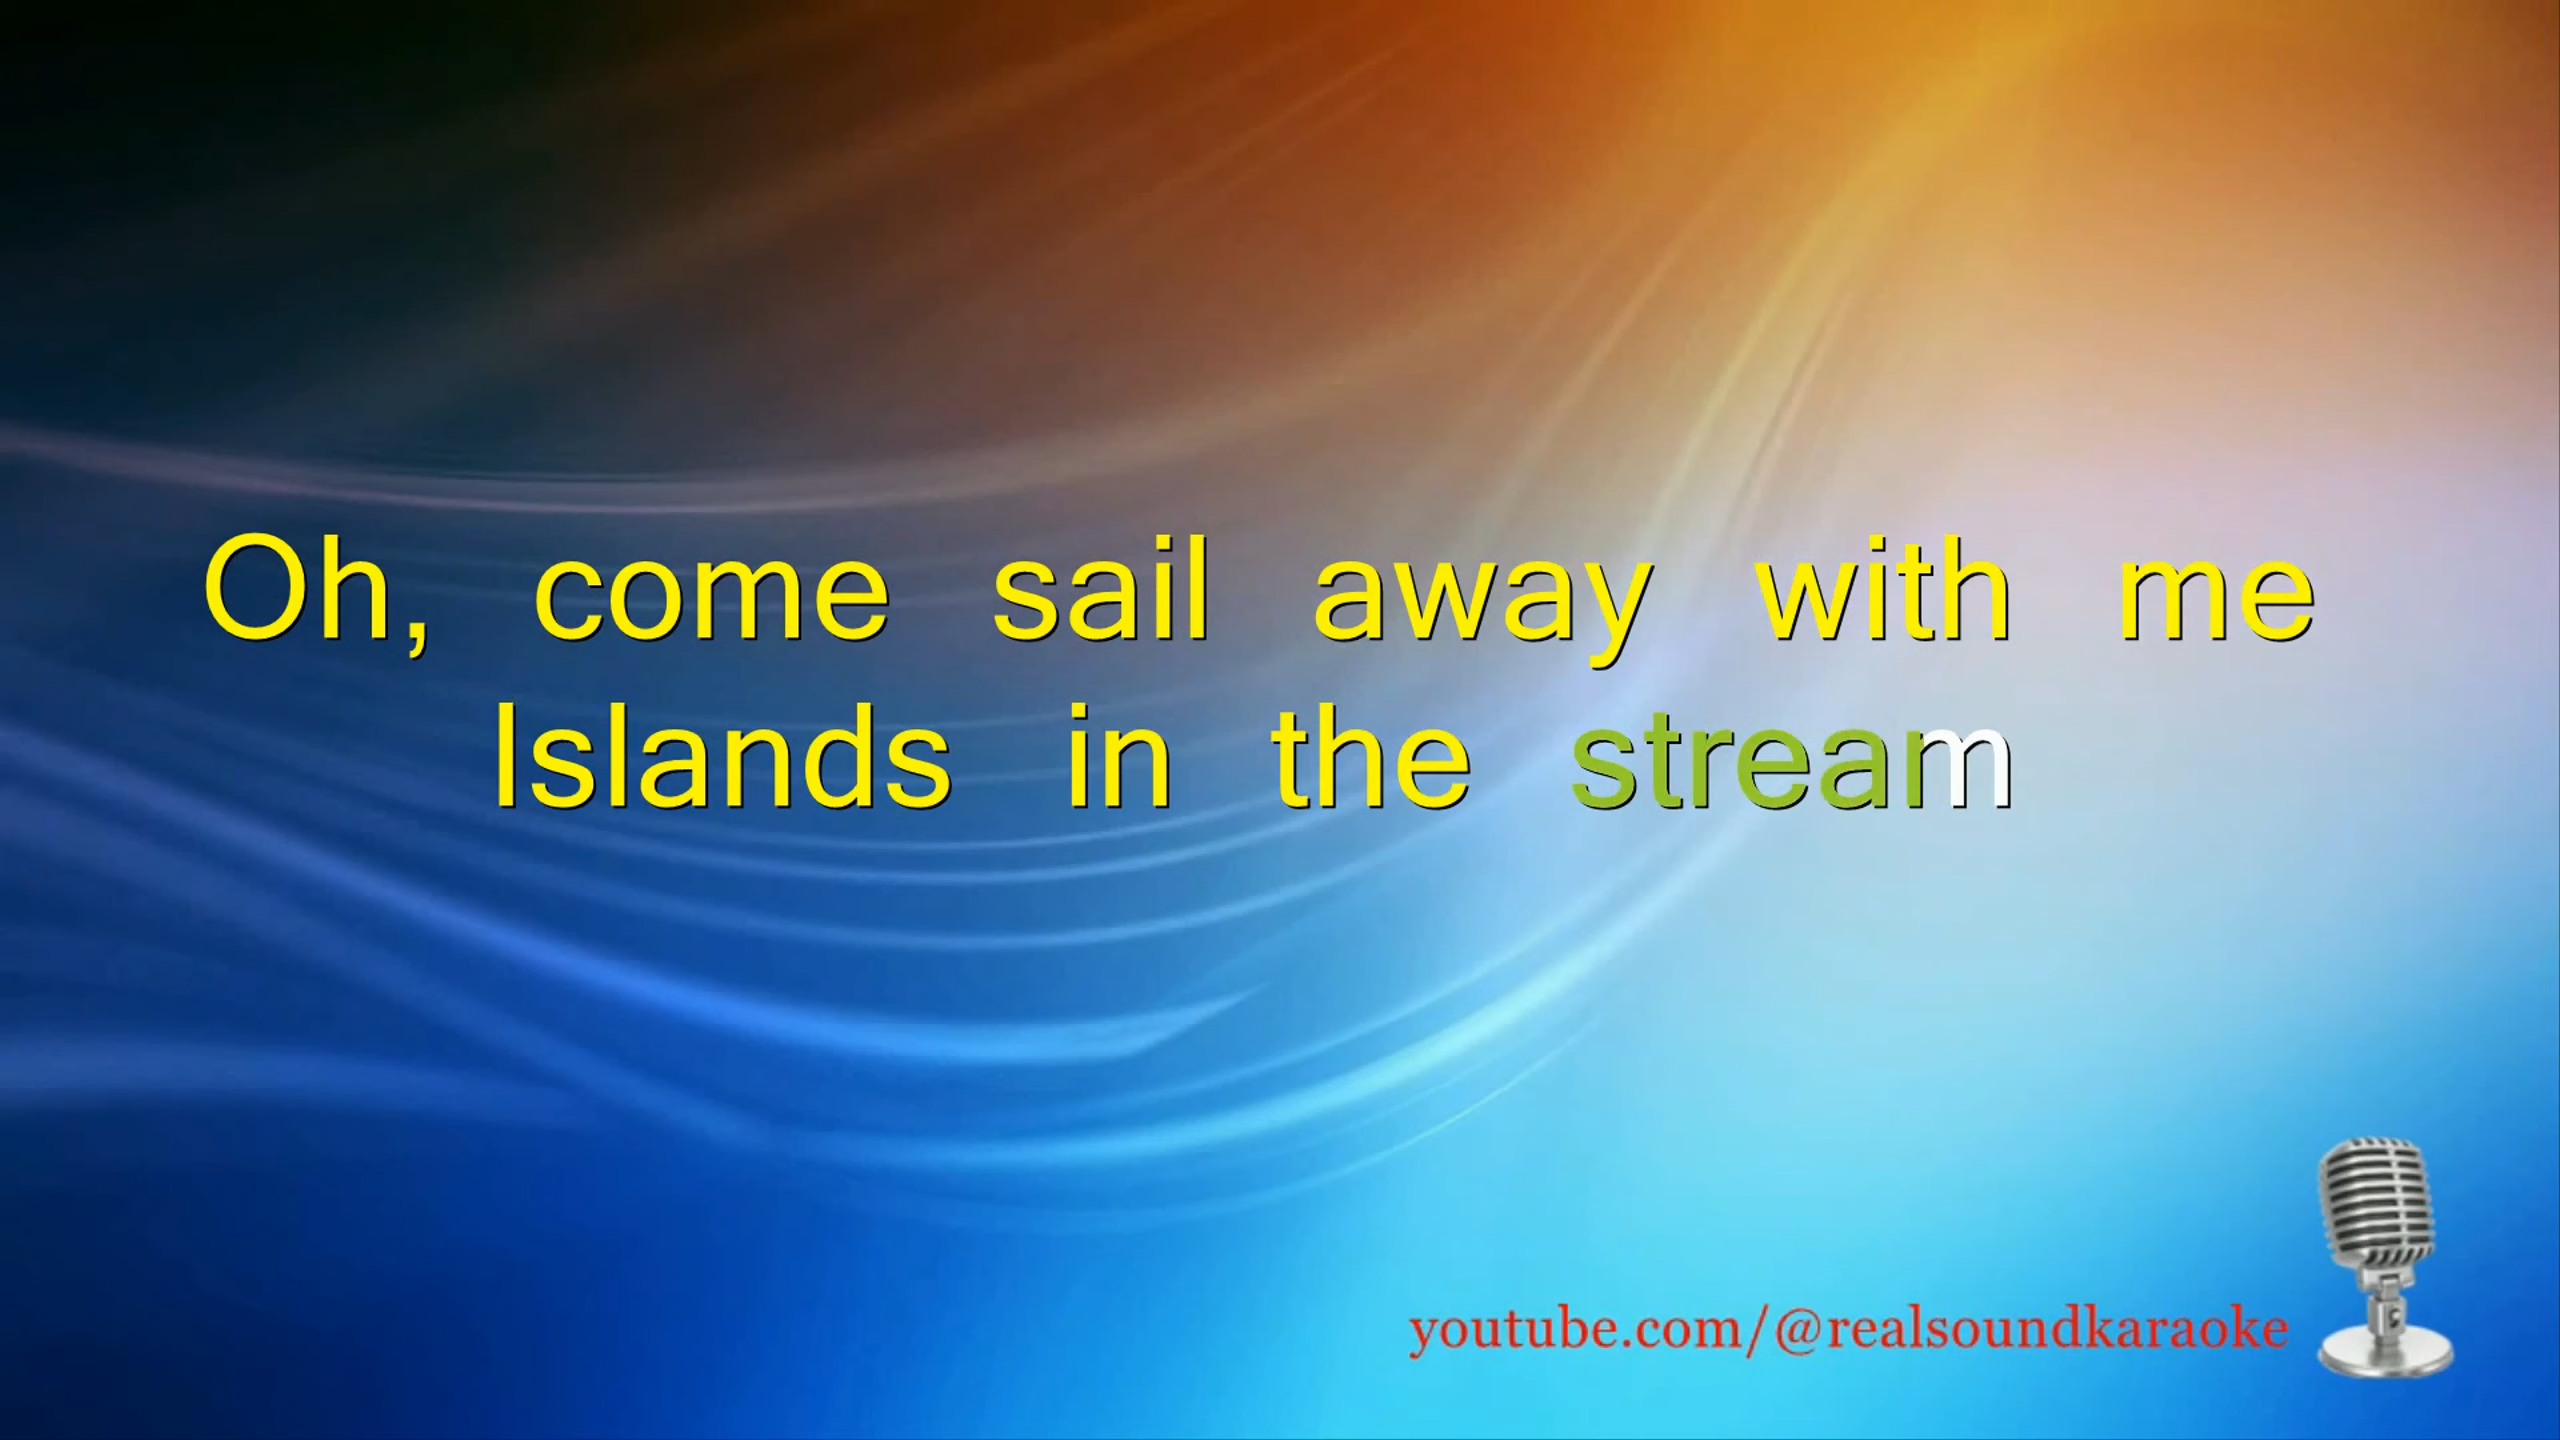 Oh, come sail away with me
Islands in the stream
youtube.com/@realsoundkaraoke